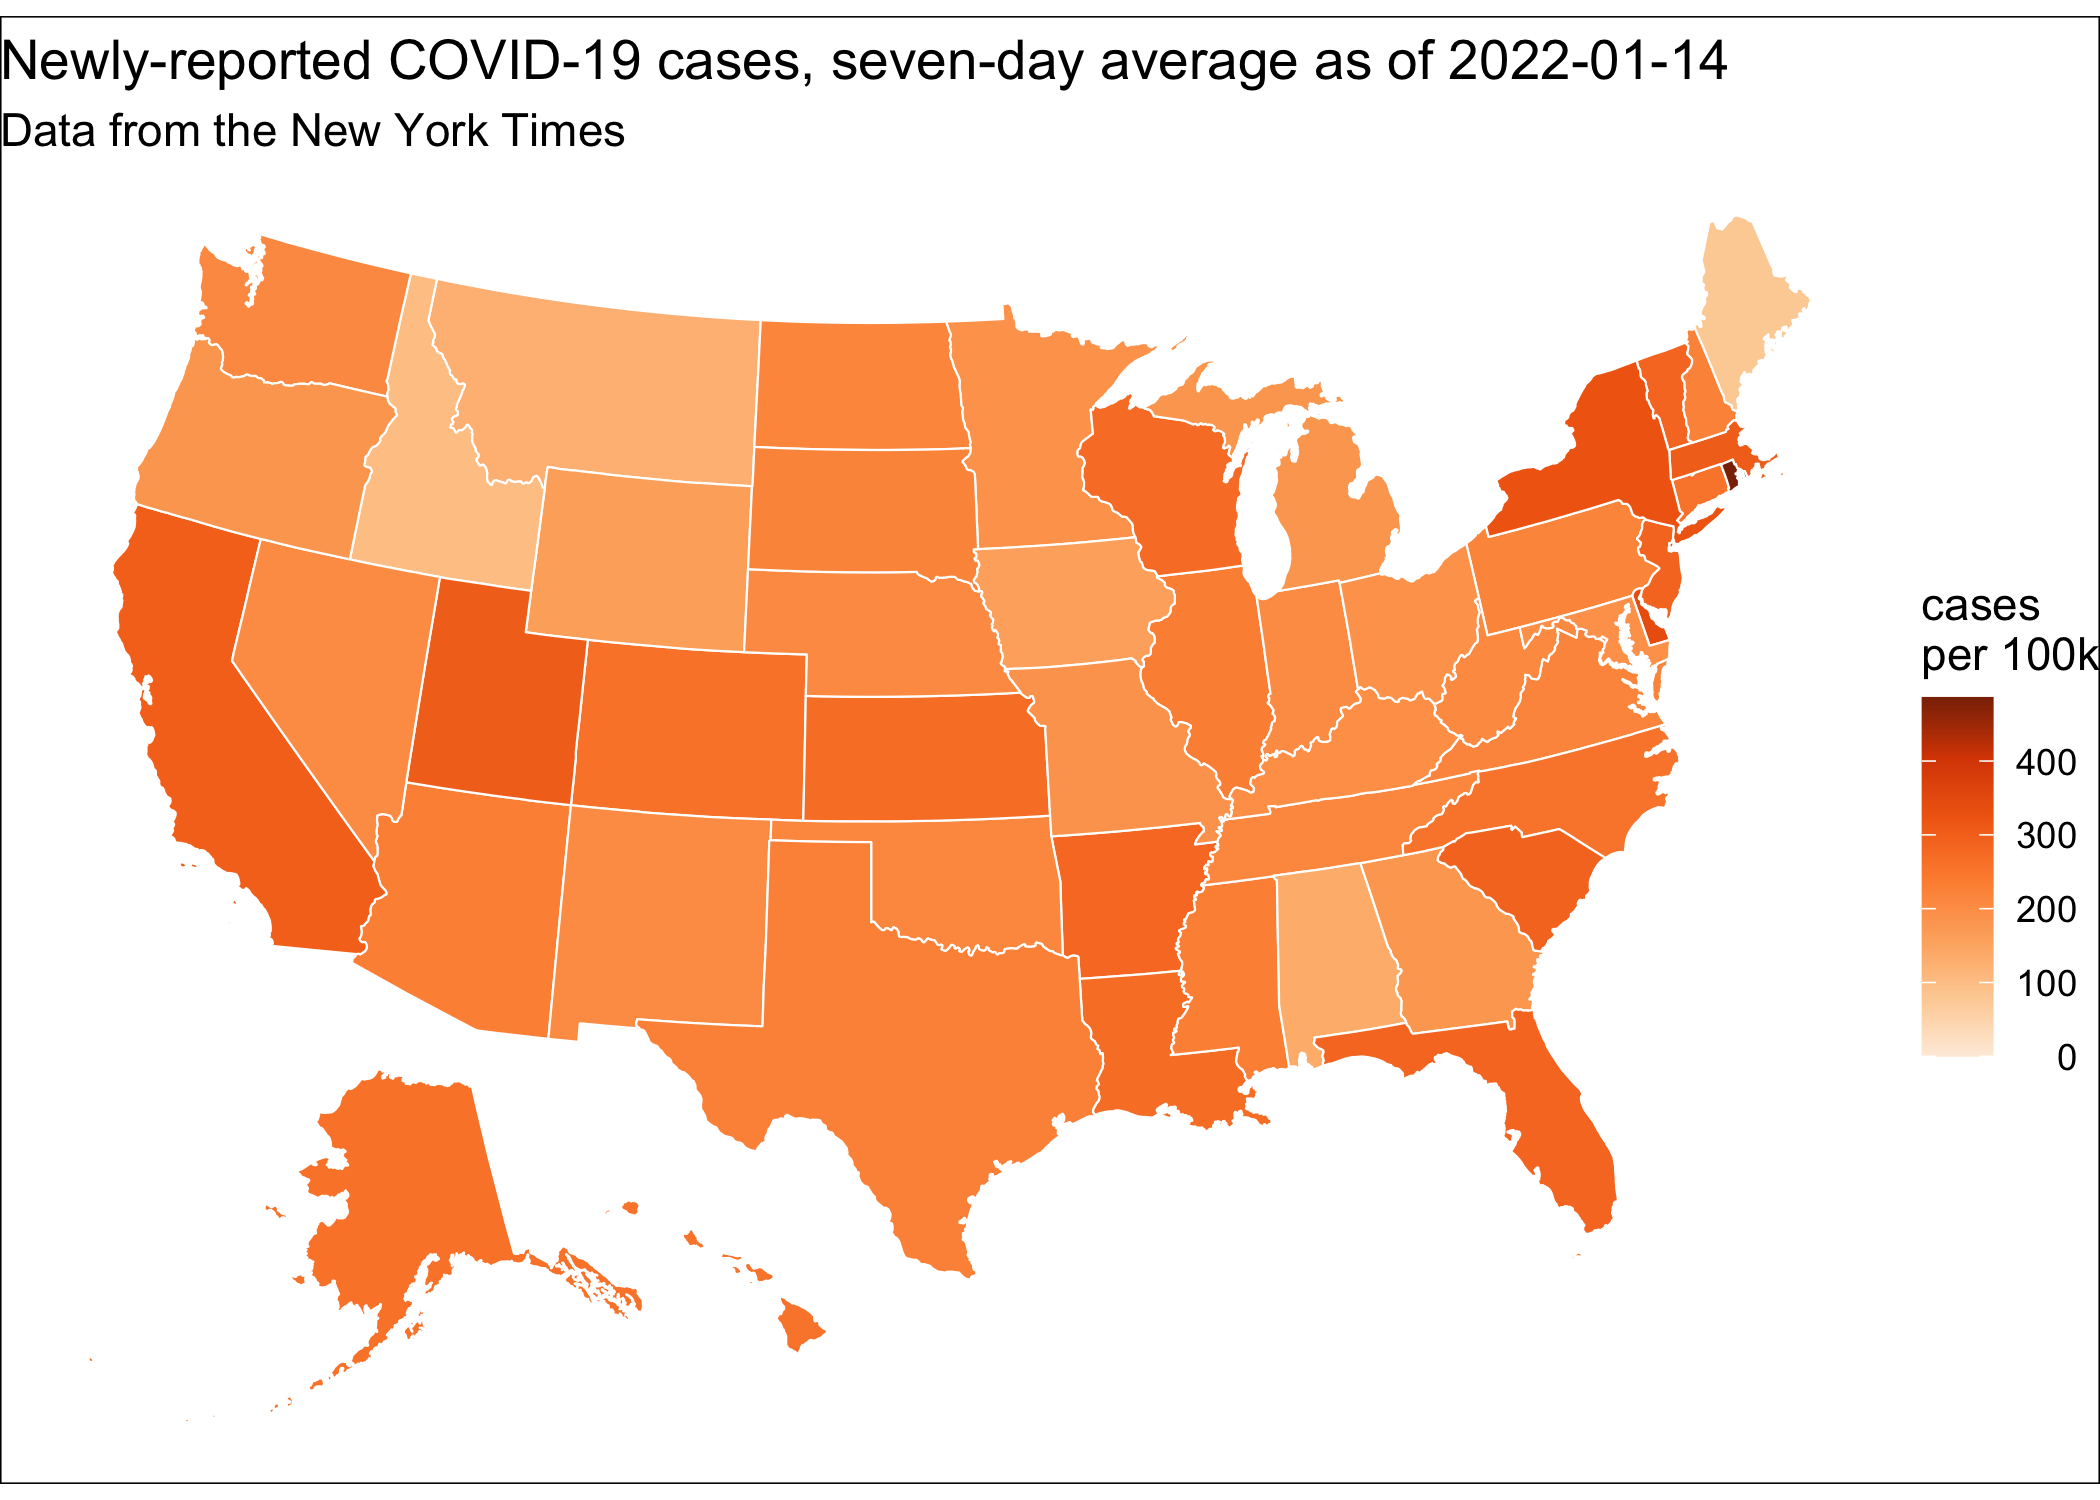 Newly-reported COVID-19 cases, seven-day average as of 2022-01-14
Data from the New York Times
cases
per 100k
400
300
200
100
0